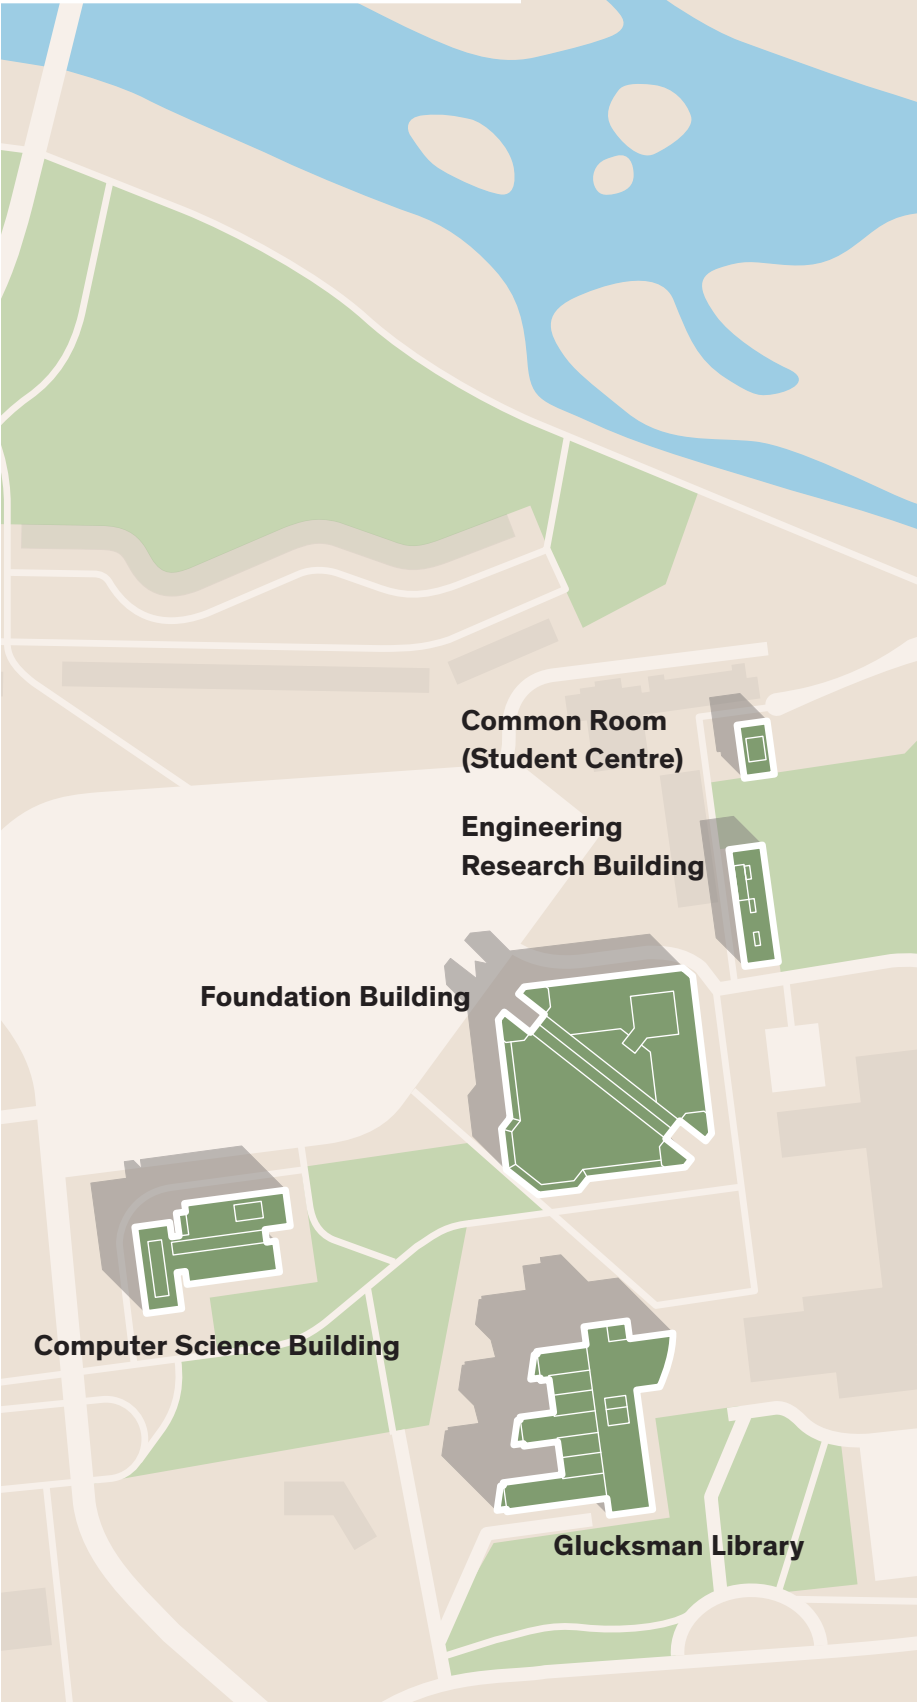 Common Room
(Student Centre)
Engineering
Research Building
Foundation Building
Computer Science Building
Glucksman Library